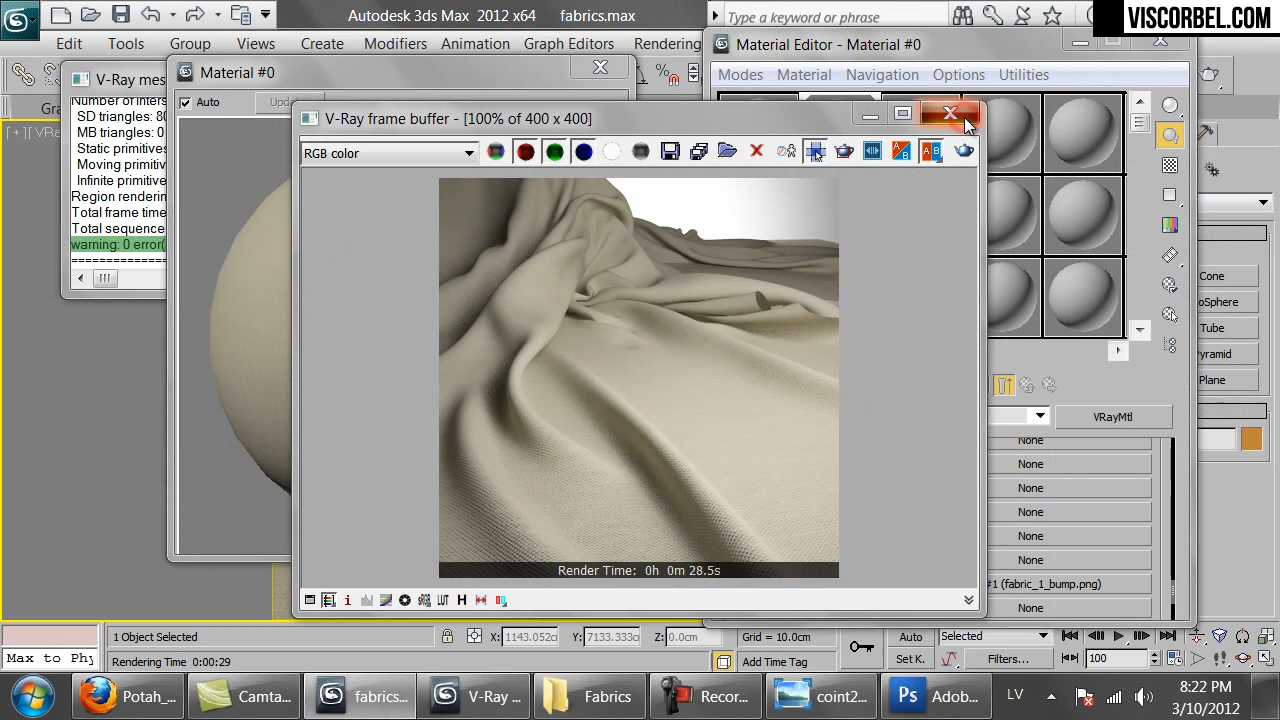 Autodesk 3ds Max 2012 x64 fabrics.max
Type a keyword or phrase
VISCORBEL.COM
Edit Tools Group Views Create Modifiers Animation Graph Editors Rendering
Material Editor - Material #0
Modes Material Navigation Options Utilities
V-Ray mes
Material #0
Auto
Number of inters
SD triangles: 80
MB triangles: 0
Static primitives
Moving primitiv
Infinite primitiv
Region renderin
Total frame time
Total sequence
warning: 0 error(
V-Ray frame buffer - [100% of 400 x 400]
RGB color
Render Time: 0h 0m 28.5s
Cone
oSphere
Tube
Pyramid
Plane
VRayMtl
None
None
None
None
None
None
#1 (fabric_1_bump.png)
None
1 Object Selected
X: 1143.052c
Y: 7133.333c
Z: 0.0cm
Grid = 10.0cm
Auto
Selected
Max to Phy
Rendering Time 0:00:29
Add Time Tag
Set K.
Filters...
100
Potah_...
Camta...
fabrics...
V-Ray ...
Fabrics
Recor...
coint2...
Ps
Adob...
LV
8:22 PM
3/10/2012